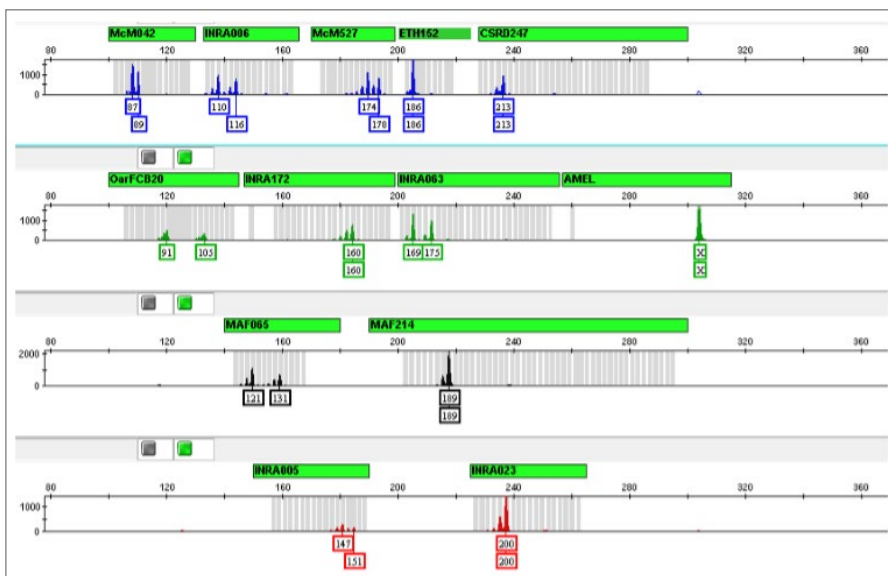 McM042 INRA006 McM527 ETH152 CSRD247
80 120 160 200 240 280 320 360
1000
0
87 110 174 186 213
89 116 178 186 213
OarFCB20 INRA172 INRA063 AMEL
80 120 160 200 240 280 320 360
1000
0
91 103 160 169 175 X
160 X
MAF065 MAF214
80 120 160 200 240 280 320 360
2000
0
121 131 189
189
INRA005 INRA023
80 120 160 200 240 280 320 360
1000
0
147 200
151 200